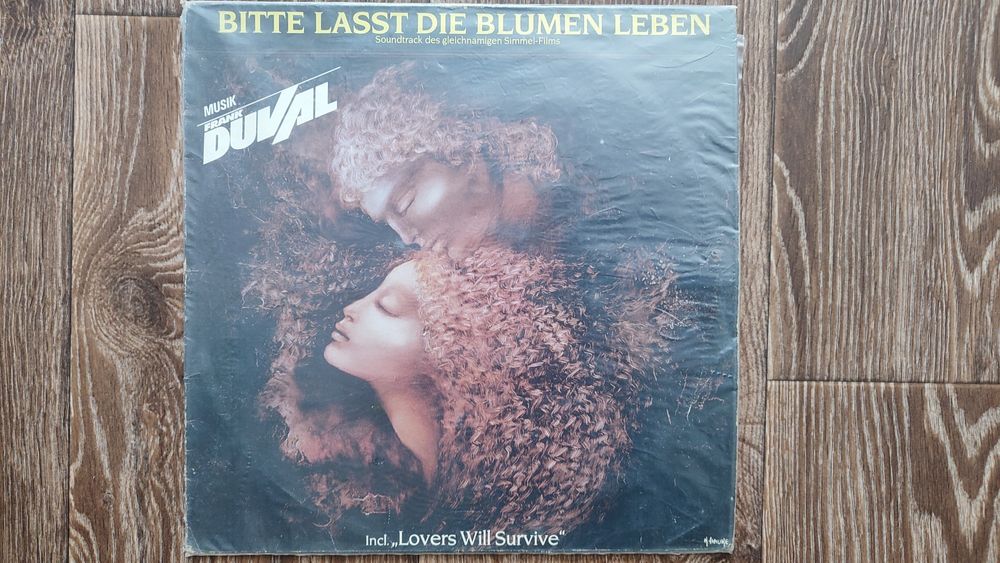 BITTE LASST DIE BLUMEN LEBEN
Soundtrack des gleichnamigen Simmel-Films
MUSIK
FRANK
DUVAL
Incl. „Lovers Will Survive“